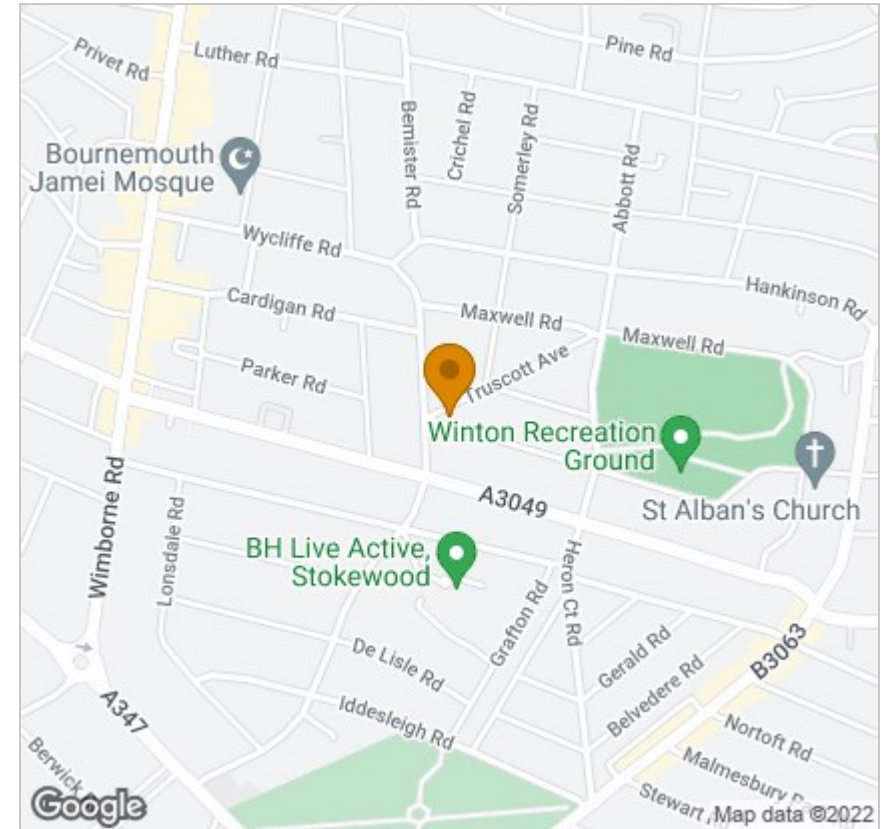 Privet Rd
Luther Rd
Pine Rd
Bemister Rd
Crichel Rd
Somerley Rd
Abbott Rd
Bournemouth
Jamei Mosque
Wycliffe Rd
Hankinson Rd
Cardigan Rd
Maxwell Rd
Maxwell Rd
Parker Rd
Truscott Ave
Winton Recreation
Ground
St Alban's Church
A3049
Wimborne Rd
Lonsdale Rd
BH Live Active,
Stokewood
Heron Ct Rd
Grafton Rd
Gerald Rd
De Lisle Rd
Belvedere Rd
B3063
Iddesleigh Rd
A347
Nortoft Rd
Malmesbury
Berwick
Stewart
Google
Map data ©2022